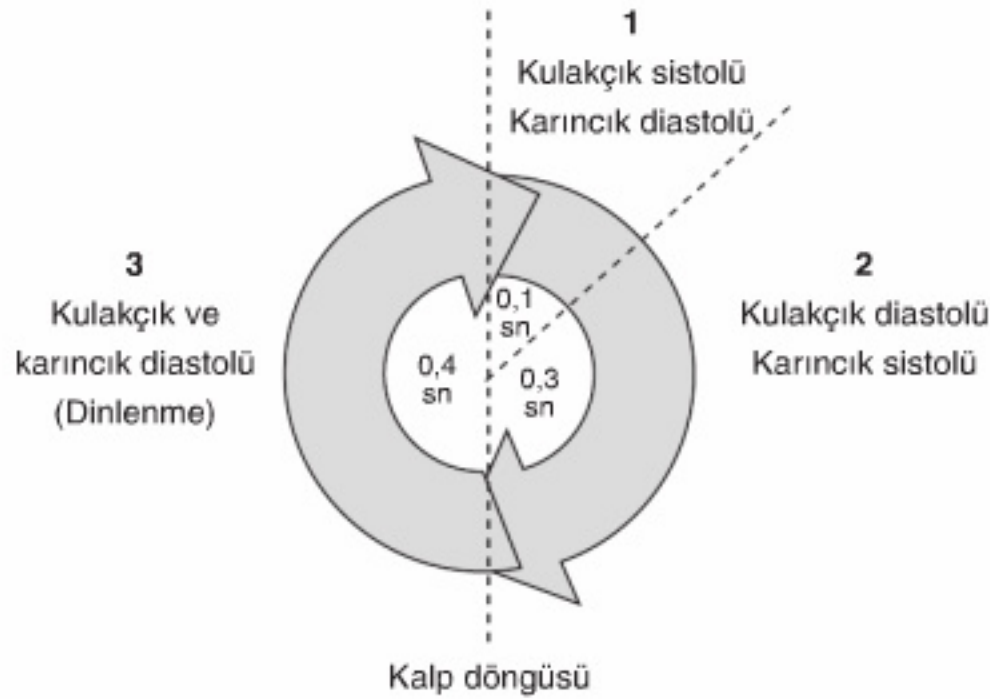 1
Kulakçık sistolü
Karıncık diastolü
3
Kulakçık ve
karıncık diastolü
(Dinlenme)
0,1
sn
0,4
sn
0,3
sn
2
Kulakçık diastolü
Karıncık sistolü
Kalp döngüsü